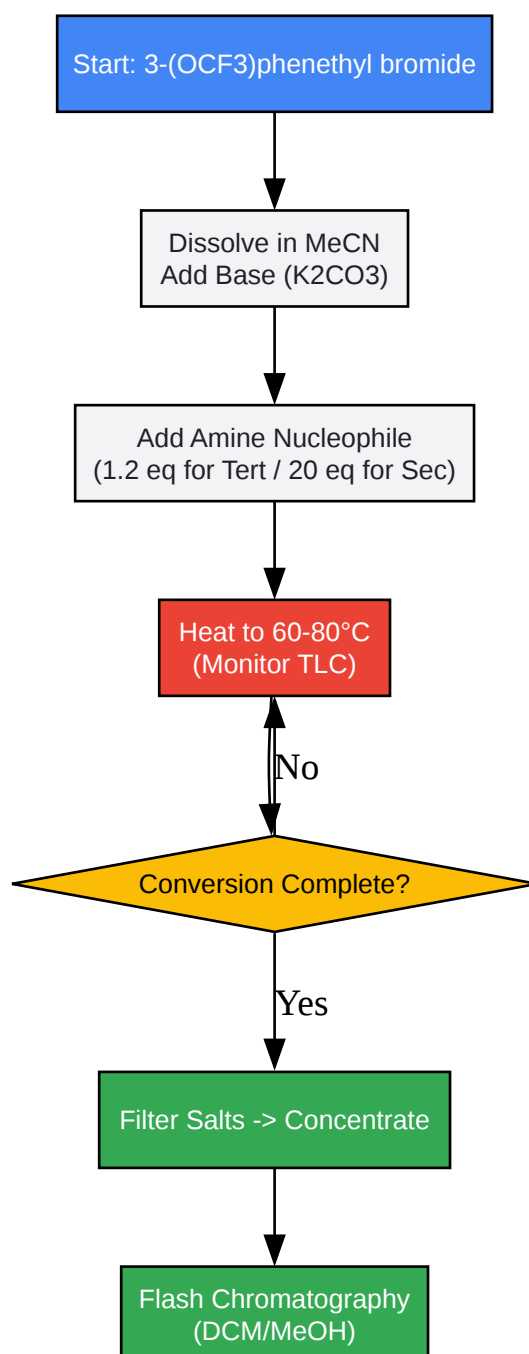 Start: 3-(OCF3)phenethyl bromide
Dissolve in MeCN
Add Base (K2CO3)
Add Amine Nucleophile
(1.2 eq for Tert / 20 eq for Sec)
Heat to 60-80°C
(Monitor TLC)
No
Conversion Complete?
Yes
Filter Salts -> Concentrate
Flash Chromatography
(DCM/MeOH)